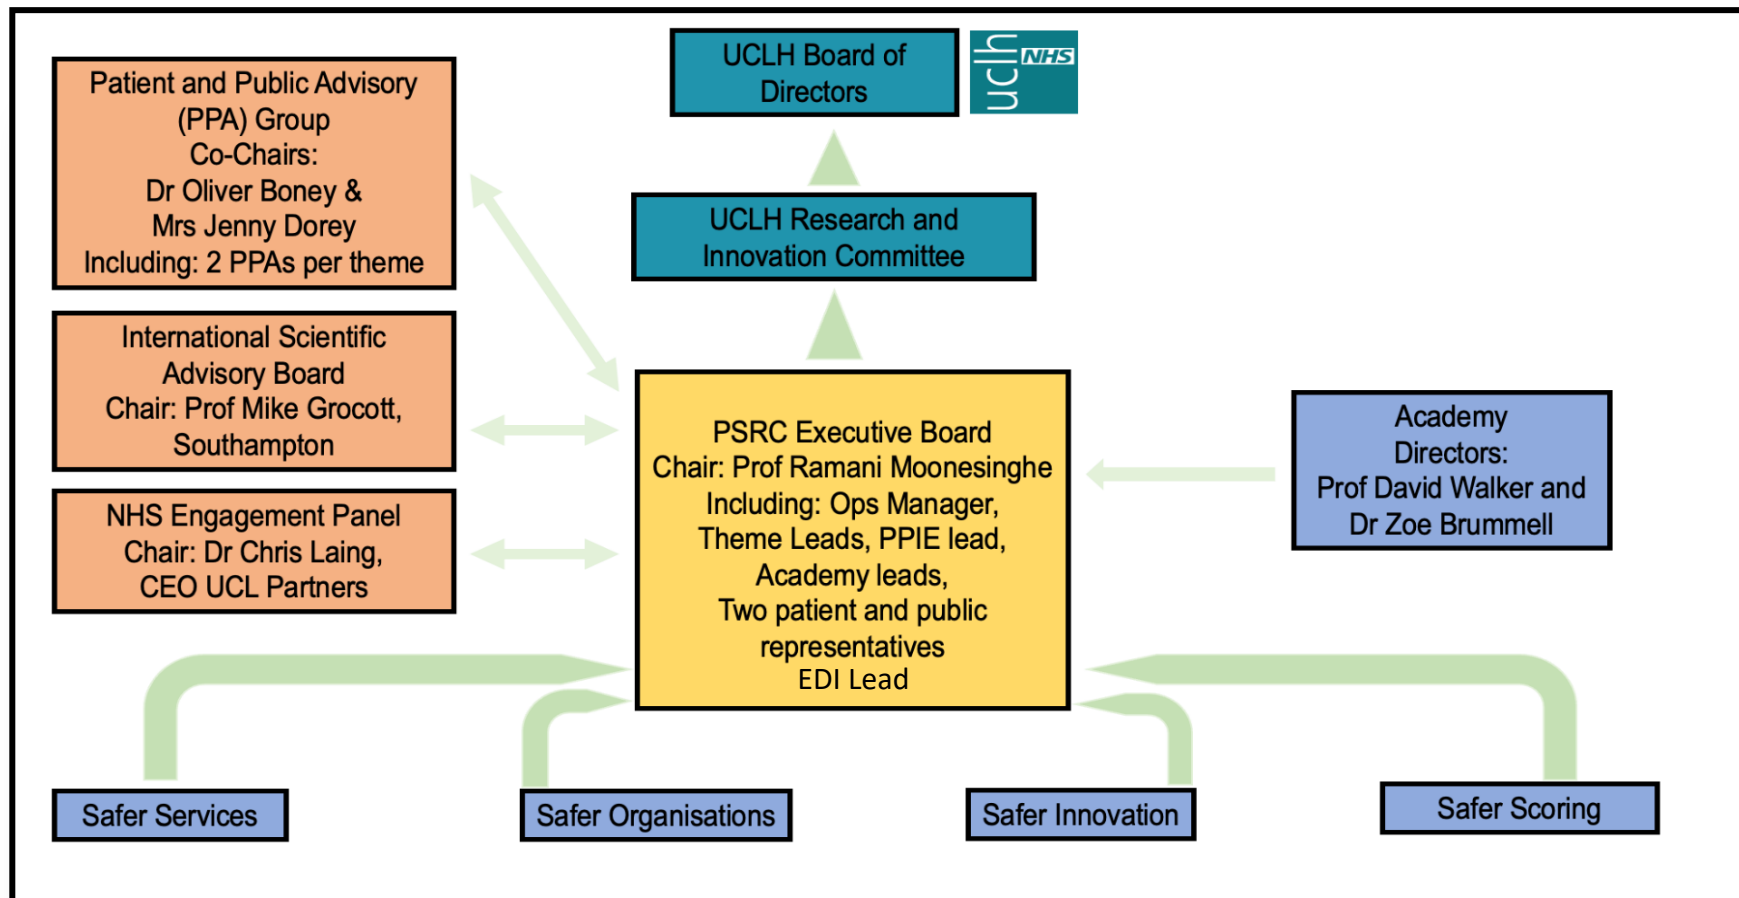 UCLH Board of
Directors
uclh
NHS
Patient and Public Advisory
(PPA) Group
Co-Chairs:
Dr Oliver Boney &
Mrs Jenny Dorey
Including: 2 PPAs per theme
UCLH Research and
Innovation Committee
International Scientific
Advisory Board
Chair: Prof Mike Grocott,
Southampton
NHS Engagement Panel
Chair: Dr Chris Laing,
CEO UCL Partners
PSRC Executive Board
Chair: Prof Ramani Moonesinghe
Including: Ops Manager,
Theme Leads, PPIE lead,
Academy leads,
Two patient and public
representatives
EDI Lead
Academy
Directors:
Prof David Walker and
Dr Zoe Brummell
Safer Services
Safer Organisations
Safer Innovation
Safer Scoring